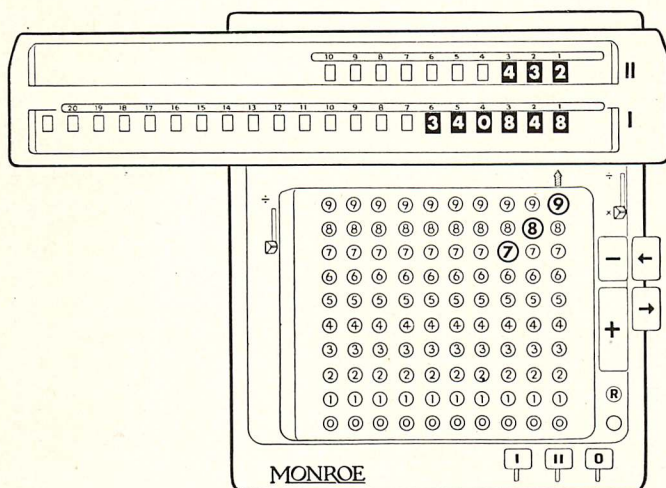 10 9 8 7 6 5 4 3 2 1
4 3 2 II
20 19 18 17 16 15 14 13 12 11 10 9 8 7 6 5 4 3 2 1
3 4 0 8 4 8 I
÷ ÷
9 9 9 9 9 9 9 9 9 9
×
8 8 8 8 8 8 8 8 8 8
7 7 7 7 7 7 7 7 7 7
− ←
6 6 6 6 6 6 6 6 6 6
5 5 5 5 5 5 5 5 5 5
→
4 4 4 4 4 4 4 4 4 4
+
3 3 3 3 3 3 3 3 3 3
2 2 2 2 2 2 2 2 2 2
1 1 1 1 1 1 1 1 1 1 R
0 0 0 0 0 0 0 0 0 0
I II 0
MONROE